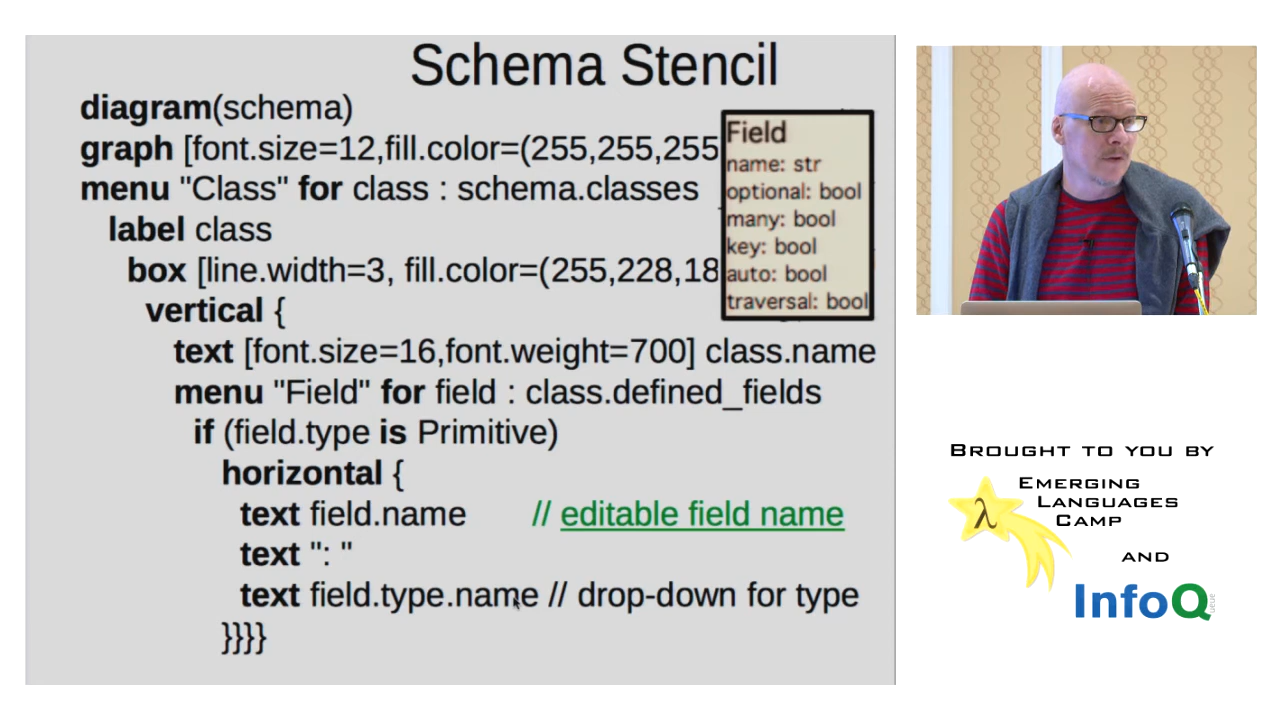 Schema Stencil
diagram(schema)
graph [font.size=12,fill.color=(255,255,255
menu "Class" for class : schema.classes
label class
box [line.width=3, fill.color=(255,228,18
vertical {
text [font.size=16,font.weight=700] class.name
menu "Field" for field : class.defined_fields
if (field.type is Primitive)
horizontal {
text field.name // editable field name
text ": "
text field.type.name // drop-down for type
}}}}
Field
name: str
optional: bool
many: bool
key: bool
auto: bool
traversal: bool
BROUGHT TO YOU BY
EMERGING
LANGUAGES
CAMP
λ
AND
InfoQ
ueue